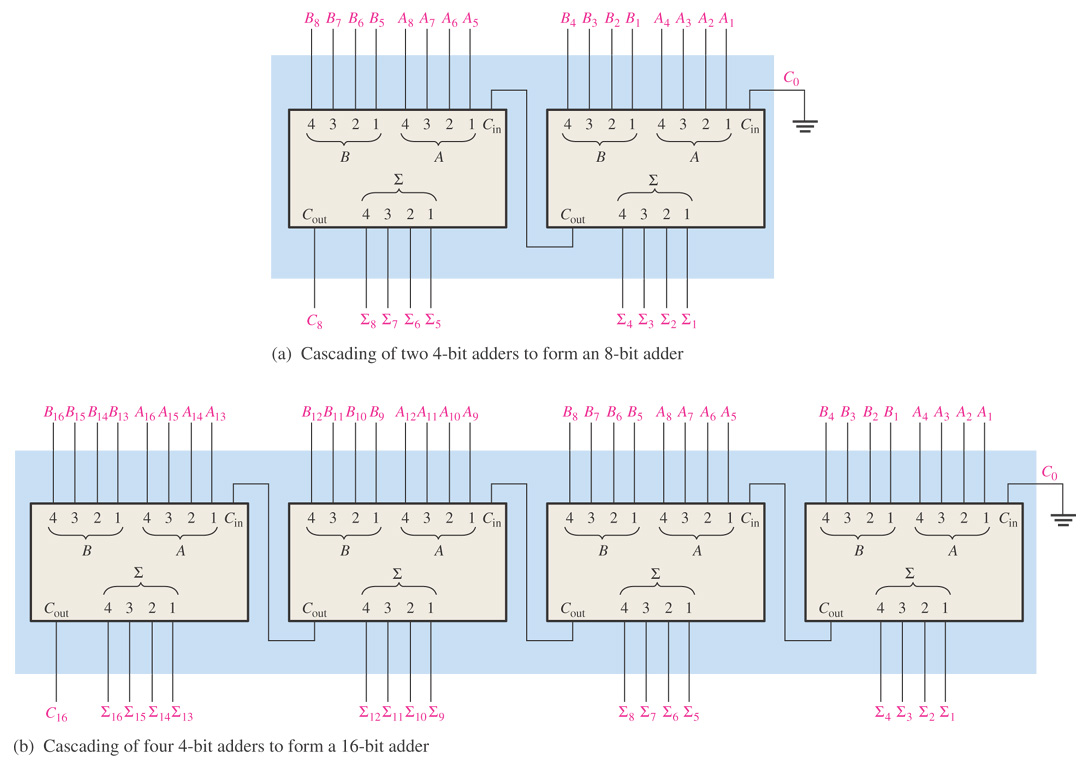 B8 B7 B6 B5 A8 A7 A6 A5 B4 B3 B2 B1 A4 A3 A2 A1
C0
4 3 2 1 4 3 2 1 Cin 4 3 2 1 4 3 2 1 Cin
B A B A
Σ Σ
Cout 4 3 2 1 Cout 4 3 2 1
C8 Σ8 Σ7 Σ6 Σ5 Σ4 Σ3 Σ2 Σ1
(a) Cascading of two 4-bit adders to form an 8-bit adder
B16 B15 B14 B13 A16 A15 A14 A13 B12 B11 B10 B9 A12 A11 A10 A9 B8 B7 B6 B5 A8 A7 A6 A5 B4 B3 B2 B1 A4 A3 A2 A1
C0
4 3 2 1 4 3 2 1 Cin 4 3 2 1 4 3 2 1 Cin 4 3 2 1 4 3 2 1 Cin 4 3 2 1 4 3 2 1 Cin
B A B A B A B A
Σ Σ Σ Σ
Cout 4 3 2 1 Cout 4 3 2 1 Cout 4 3 2 1 Cout 4 3 2 1
C16 Σ16 Σ15 Σ14 Σ13 Σ12 Σ11 Σ10 Σ9 Σ8 Σ7 Σ6 Σ5 Σ4 Σ3 Σ2 Σ1
(b) Cascading of four 4-bit adders to form a 16-bit adder